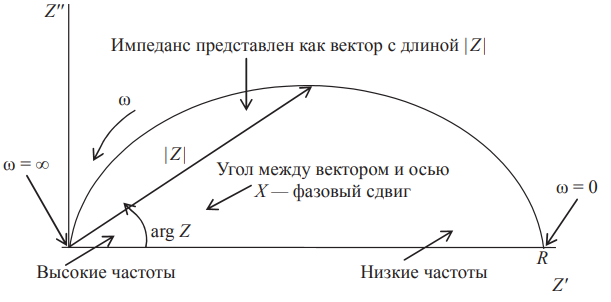 Z″
Импеданс представлен как вектор с длиной |Z|
ω
|Z|
ω = ∞
Угол между вектором и осью
X — фазовый сдвиг
ω = 0
arg Z
R
Высокие частоты
Низкие частоты
Z′